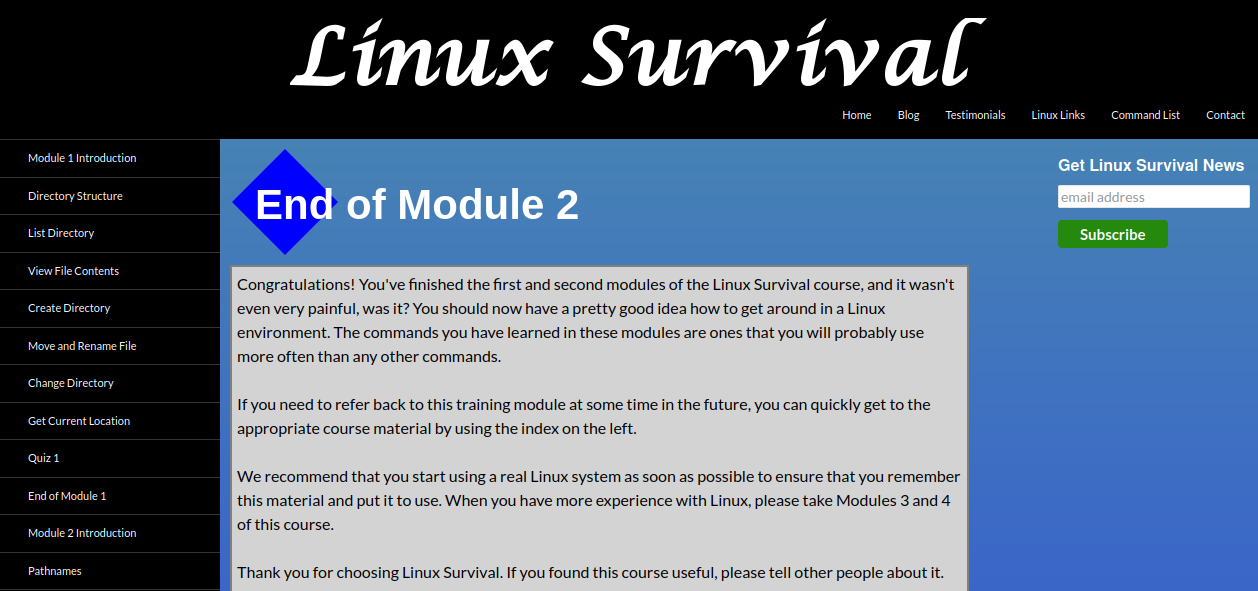 Linux Survival
Home Blog Testimonials Linux Links Command List Contact
Module 1 Introduction
Directory Structure
List Directory
View File Contents
Create Directory
Move and Rename File
Change Directory
Get Current Location
Quiz 1
End of Module 1
Module 2 Introduction
Pathnames
End of Module 2
Congratulations! You've finished the first and second modules of the Linux Survival course, and it wasn't
even very painful, was it? You should now have a pretty good idea how to get around in a Linux
environment. The commands you have learned in these modules are ones that you will probably use
more often than any other commands.
If you need to refer back to this training module at some time in the future, you can quickly get to the
appropriate course material by using the index on the left.
We recommend that you start using a real Linux system as soon as possible to ensure that you remember
this material and put it to use. When you have more experience with Linux, please take Modules 3 and 4
of this course.
Thank you for choosing Linux Survival. If you found this course useful, please tell other people about it.
Get Linux Survival News
email address
Subscribe